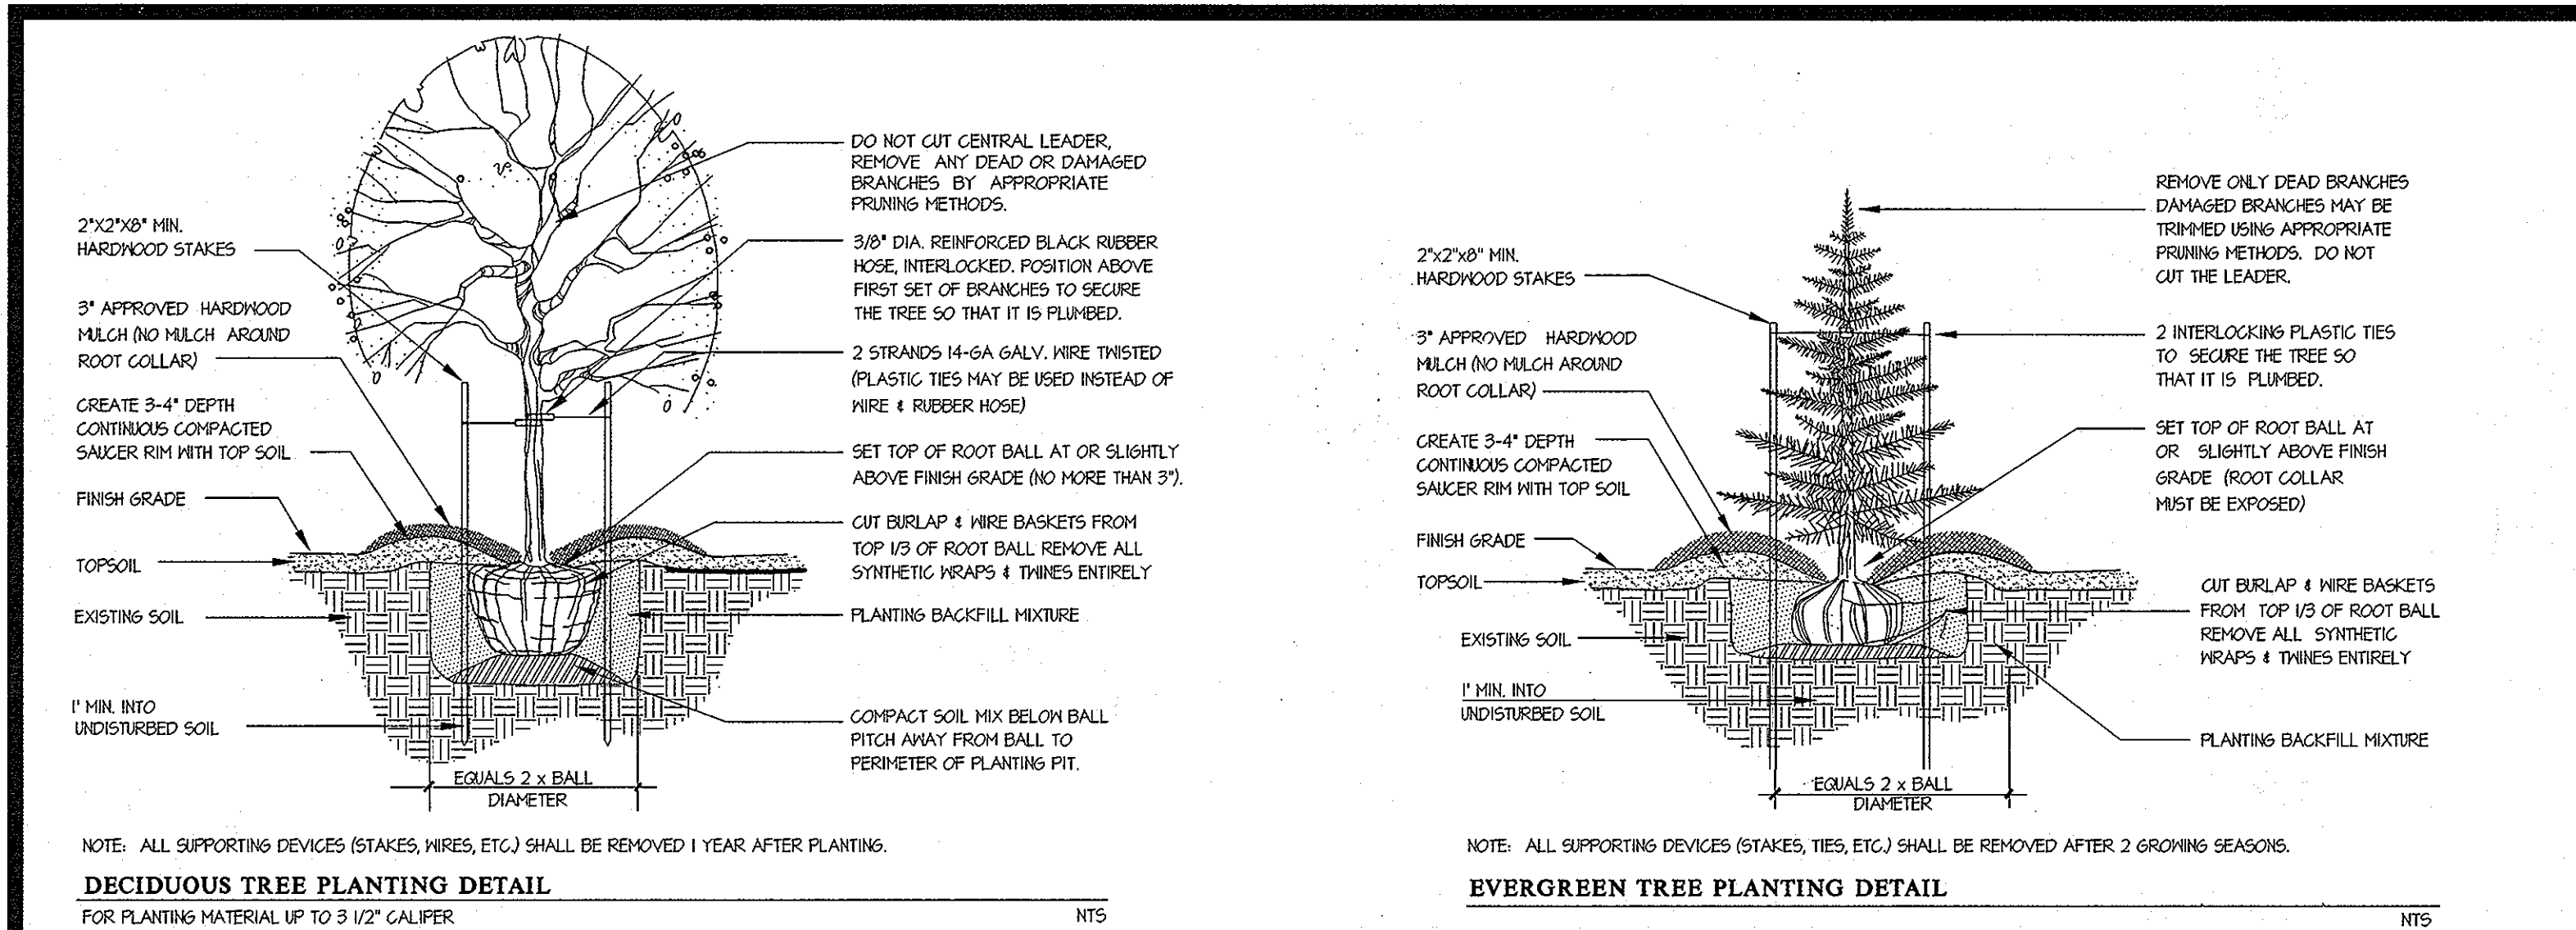 DO NOT CUT CENTRAL LEADER,
REMOVE ANY DEAD OR DAMAGED
BRANCHES BY APPROPRIATE
PRUNING METHODS.
2"X2"X8" MIN.
HARDWOOD STAKES
3/8" DIA. REINFORCED BLACK RUBBER
HOSE, INTERLOCKED. POSITION ABOVE
FIRST SET OF BRANCHES TO SECURE
THE TREE SO THAT IT IS PLUMBED.
3" APPROVED HARDWOOD
MULCH (NO MULCH AROUND
ROOT COLLAR)
2 STRANDS 14-GA GALV. WIRE TWISTED
(PLASTIC TIES MAY BE USED INSTEAD OF
WIRE & RUBBER HOSE)
CREATE 3-4" DEPTH
CONTINUOUS COMPACTED
SAUCER RIM WITH TOP SOIL
SET TOP OF ROOT BALL AT OR SLIGHTLY
ABOVE FINISH GRADE (NO MORE THAN 3").
FINISH GRADE
CUT BURLAP & WIRE BASKETS FROM
TOP 1/3 OF ROOT BALL REMOVE ALL
SYNTHETIC WRAPS & TWINES ENTIRELY
TOPSOIL
EXISTING SOIL
PLANTING BACKFILL MIXTURE
1' MIN. INTO
UNDISTURBED SOIL
COMPACT SOIL MIX BELOW BALL
PITCH AWAY FROM BALL TO
PERIMETER OF PLANTING PIT.
EQUALS 2 x BALL
DIAMETER
NOTE: ALL SUPPORTING DEVICES (STAKES, WIRES, ETC.) SHALL BE REMOVED 1 YEAR AFTER PLANTING.
DECIDUOUS TREE PLANTING DETAIL
FOR PLANTING MATERIAL UP TO 3 1/2" CALIPER
NTS
REMOVE ONLY DEAD BRANCHES
DAMAGED BRANCHES MAY BE
TRIMMED USING APPROPRIATE
PRUNING METHODS. DO NOT
CUT THE LEADER.
2"x2"x8" MIN.
HARDWOOD STAKES
2 INTERLOCKING PLASTIC TIES
TO SECURE THE TREE SO
THAT IT IS PLUMBED.
3" APPROVED HARDWOOD
MULCH (NO MULCH AROUND
ROOT COLLAR)
SET TOP OF ROOT BALL AT
OR SLIGHTLY ABOVE FINISH
GRADE (ROOT COLLAR
MUST BE EXPOSED)
CREATE 3-4" DEPTH
CONTINUOUS COMPACTED
SAUCER RIM WITH TOP SOIL
FINISH GRADE
TOPSOIL
CUT BURLAP & WIRE BASKETS
FROM TOP 1/3 OF ROOT BALL
REMOVE ALL SYNTHETIC
WRAPS & TWINES ENTIRELY
EXISTING SOIL
1' MIN. INTO
UNDISTURBED SOIL
PLANTING BACKFILL MIXTURE
EQUALS 2 x BALL
DIAMETER
NOTE: ALL SUPPORTING DEVICES (STAKES, TIES, ETC.) SHALL BE REMOVED AFTER 2 GROWING SEASONS.
EVERGREEN TREE PLANTING DETAIL
NTS